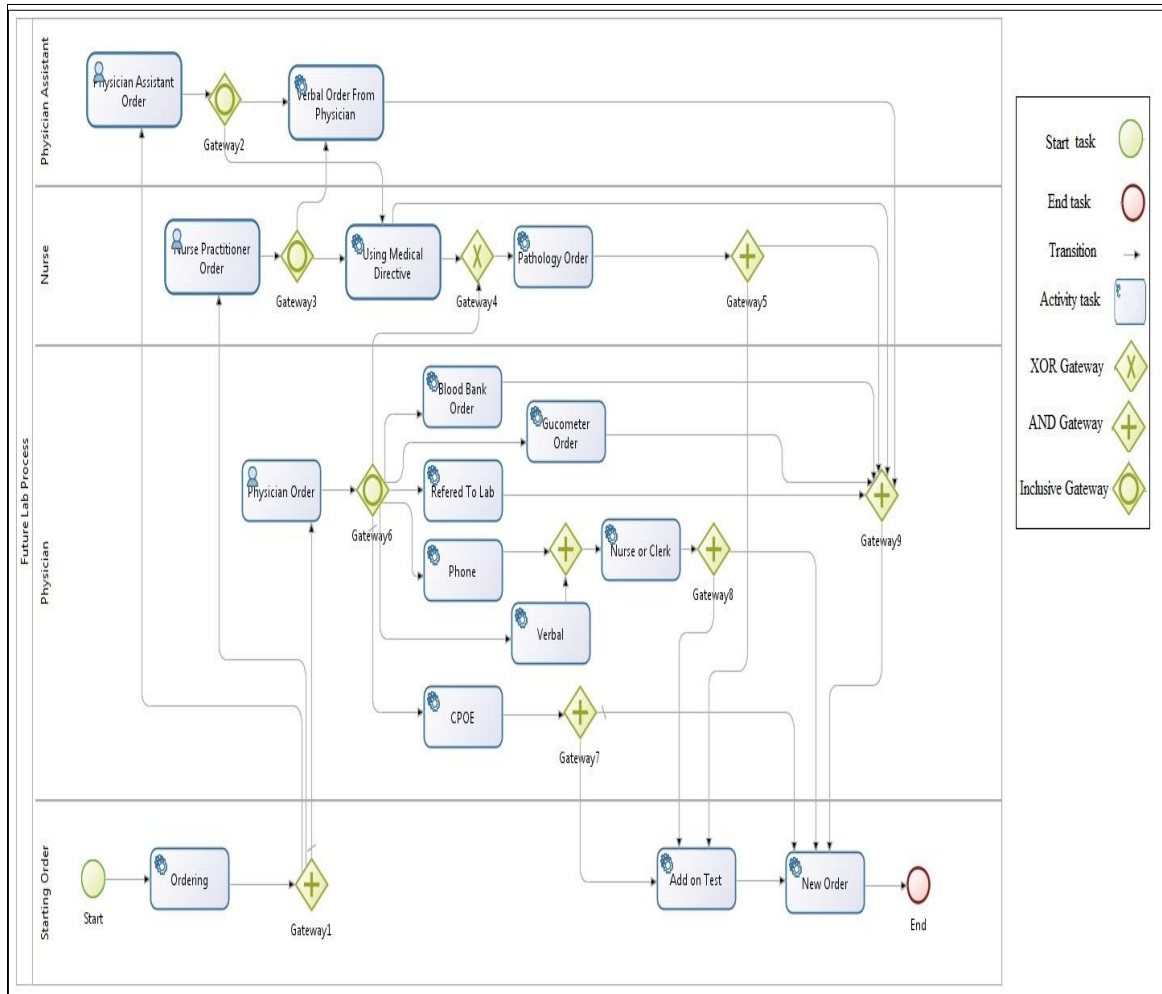 Future Lab Process
Physician Assistant
Physician Assistant
Order
Gateway2
Verbal Order From
Physician
Nurse
Nurse Practitioner
Order
Gateway3
Using Medical
Directive
Gateway4
Pathology Order
Gateway5
Physician
Blood Bank
Order
Gucometer
Order
Physician Order
Gateway6
Refered To Lab
Gateway9
Phone
Nurse or Clerk
Gateway8
Verbal
CPOE
Gateway7
Starting Order
Start
Ordering
Gateway1
Add on Test
New Order
End
Start task
End task
Transition
Activity task
XOR Gateway
AND Gateway
Inclusive Gateway